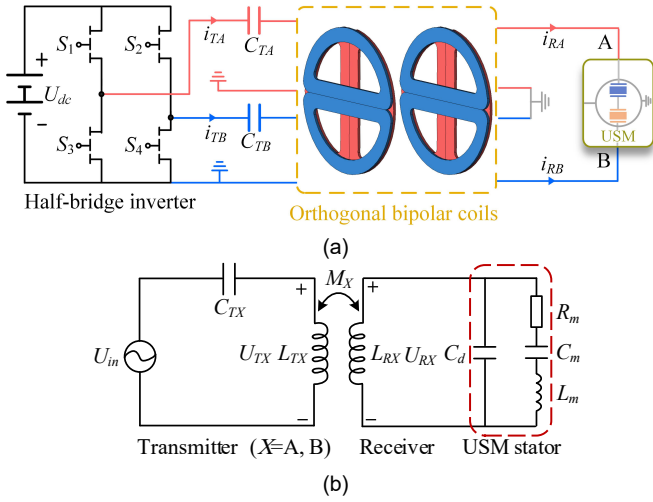 S1 S2 iTA CTA iRA A
+ Udc − iTB USM
S3 S4 CTB iRB B
Half-bridge inverter Orthogonal bipolar coils
(a)
CTX + MX + Rm
Uin UTX LTX LRX URX Cd Cm
Lm
− −
Transmitter (X=A, B) Receiver USM stator
(b)